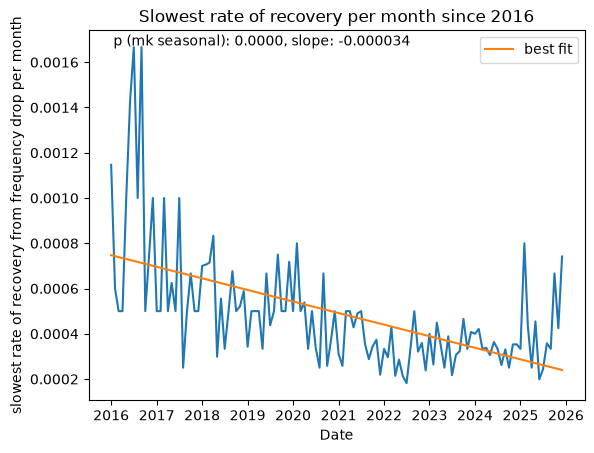 Slowest rate of recovery per month since 2016
p (mk seasonal): 0.0000, slope: -0.000034
best fit
slowest rate of recovery from frequency drop per month
0.0016
0.0014
0.0012
0.0010
0.0008
0.0006
0.0004
0.0002
2016 2017 2018 2019 2020 2021 2022 2023 2024 2025 2026
Date